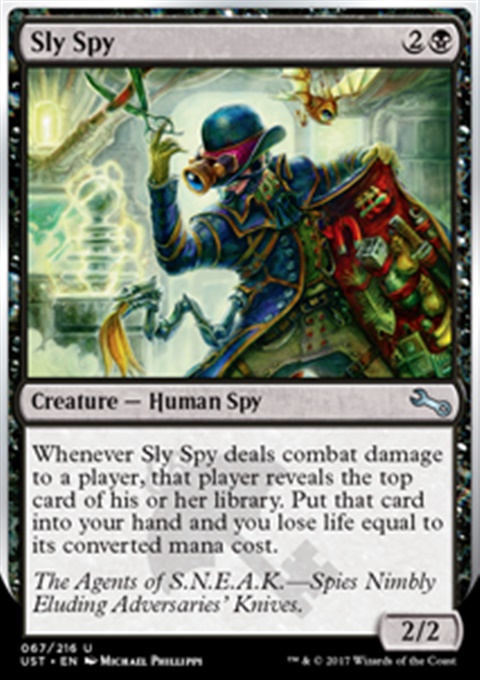 Sly Spy 2
Creature — Human Spy
Whenever Sly Spy deals combat damage
to a player, that player reveals the top
card of his or her library. Put that card
into your hand and you lose life equal to
its converted mana cost.
The Agents of S.N.E.A.K.—Spies Nimbly
Eluding Adversaries' Knives.
2/2
067/216 U
UST • EN Michael Phillippi
™ & © 2017 Wizards of the Coast